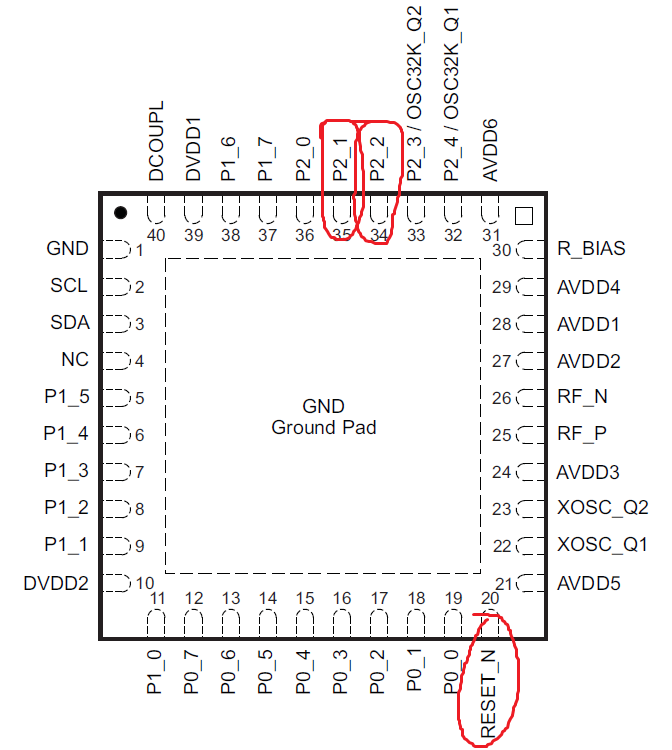 DCOUPL
DVDD1
P1_6
P1_7
P2_0
P2_1
P2_2
P2_3 / OSC32K_Q2
P2_4 / OSC32K_Q1
AVDD6
40
39
38
37
36
35
34
33
32
31
GND 1
SCL 2
SDA 3
NC 4
P1_5 5
P1_4 6
P1_3 7
P1_2 8
P1_1 9
DVDD2 10
GND
Ground Pad
30 R_BIAS
29 AVDD4
28 AVDD1
27 AVDD2
26 RF_N
25 RF_P
24 AVDD3
23 XOSC_Q2
22 XOSC_Q1
21 AVDD5
11
12
13
14
15
16
17
18
19
20
P1_0
P0_7
P0_6
P0_5
P0_4
P0_3
P0_2
P0_1
P0_0
RESET_N